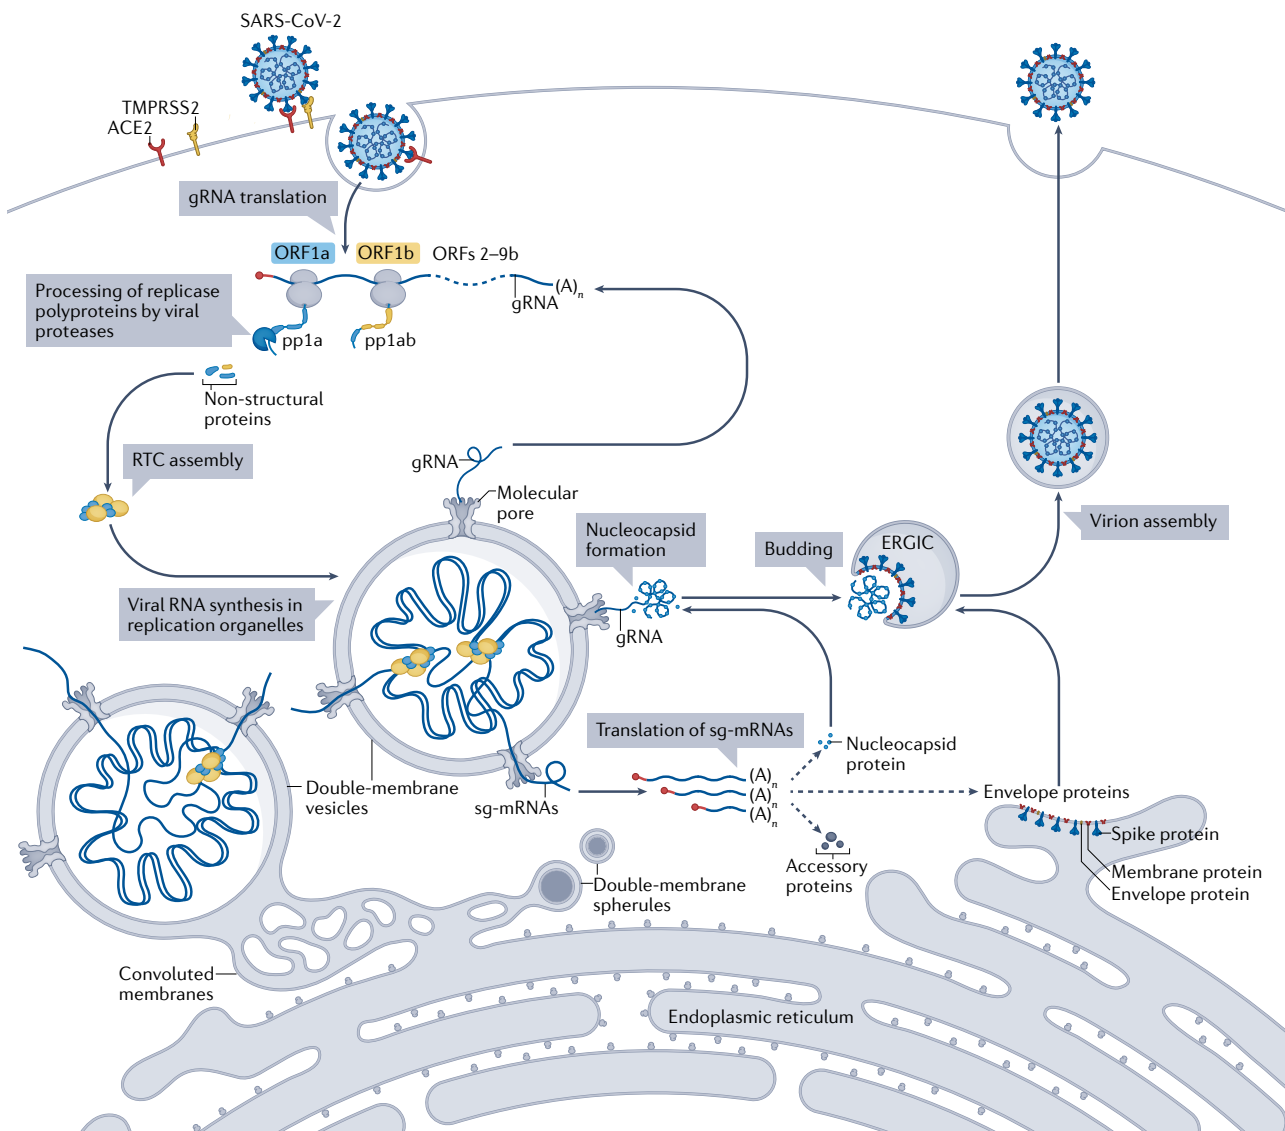 SARS-CoV-2
TMPRSS2
ACE2
gRNA translation
ORF1a
ORF1b
ORFs 2–9b
(A)n
gRNA
Processing of replicase
polyproteins by viral
proteases
pp1a
pp1ab
Non-structural
proteins
RTC assembly
gRNA
Molecular
pore
Nucleocapsid
formation
Budding
ERGIC
Virion assembly
Viral RNA synthesis in
replication organelles
gRNA
Translation of sg-mRNAs
Nucleocapsid
protein
Double-membrane
vesicles
sg-mRNAs
(A)n
(A)n
(A)n
Envelope proteins
Spike protein
Accessory
proteins
Membrane protein
Envelope protein
Double-membrane
spherules
Convoluted
membranes
Endoplasmic reticulum